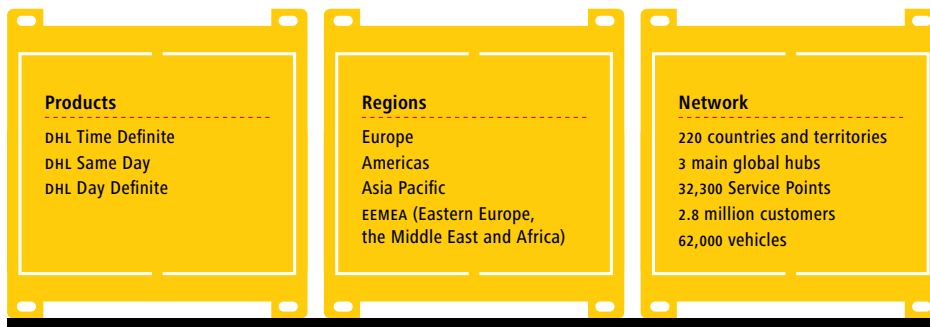 Products
DHL Time Definite
DHL Same Day
DHL Day Definite
Regions
Europe
Americas
Asia Pacific
EEMEA (Eastern Europe,
the Middle East and Africa)
Network
220 countries and territories
3 main global hubs
32,300 Service Points
2.8 million customers
62,000 vehicles